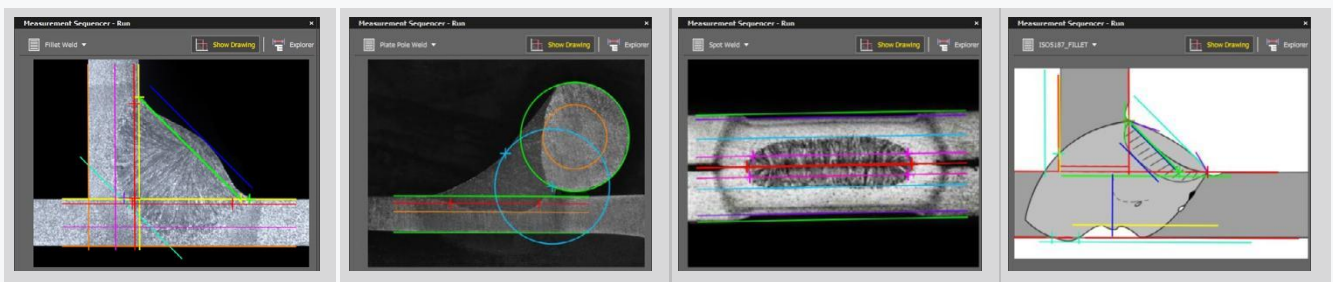 Measurement Sequencer - Run
Fillet Weld
Show Drawing
Explorer
Measurement Sequencer - Run
Plate Pole Weld
Show Drawing
Explorer
Measurement Sequencer - Run
Spot Weld
Show Drawing
Explorer
Measurement Sequencer - Run
ISO5187_FILLET
Show Drawing
Explorer